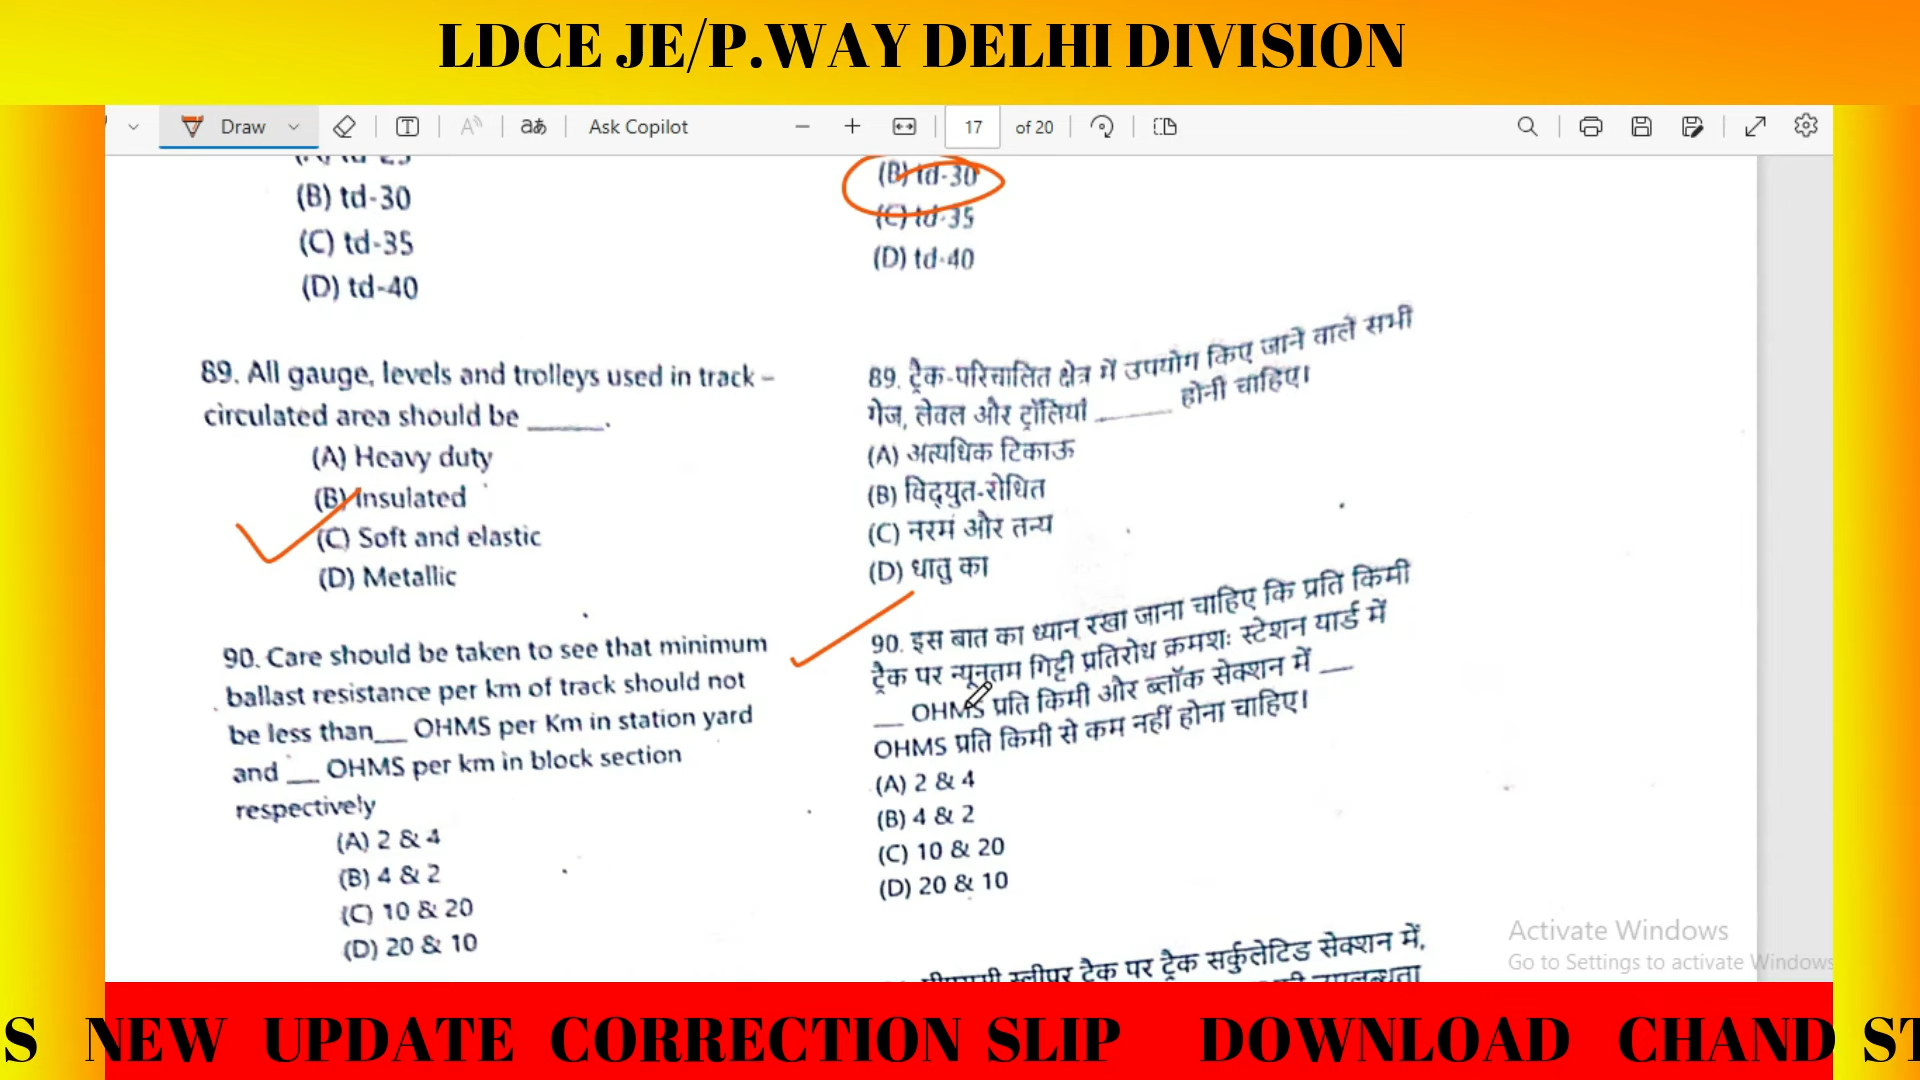 LDCE JE/P.WAY DELHI DIVISION
Draw
Ask Copilot
17 of 20
(B) td-30
(C) td-35
(D) td-40
89. All gauge, levels and trolleys used in track –
circulated area should be ______.
(A) Heavy duty
(B) Insulated
(C) Soft and elastic
(D) Metallic
90. Care should be taken to see that minimum
ballast resistance per km of track should not
be less than___ OHMS per Km in station yard
and ___ OHMS per km in block section
respectively
(A) 2 & 4
(B) 4 & 2
(C) 10 & 20
(D) 20 & 10
(B) td-30
(C) td-35
(D) td-40
89. ट्रैक-परिचालित क्षेत्र में उपयोग किए जाने वाले सभी
गेज, लेवल और ट्रॉलियां ______ होनी चाहिए।
(A) अत्यधिक टिकाऊ
(B) विद्युत-रोधित
(C) नरम और तन्य
(D) धातु का
90. इस बात का ध्यान रखा जाना चाहिए कि प्रति किमी
ट्रैक पर न्यूनतम गिट्टी प्रतिरोध क्रमशः स्टेशन यार्ड में
___ OHMS प्रति किमी और ब्लॉक सेक्शन में ___
OHMS प्रति किमी से कम नहीं होना चाहिए।
(A) 2 & 4
(B) 4 & 2
(C) 10 & 20
(D) 20 & 10
स्लीपर ट्रैक पर ट्रैक सर्कुलेटिड सेक्शन में,
Activate Windows
Go to Settings to activate Windows
S NEW UPDATE CORRECTION SLIP DOWNLOAD CHAND ST